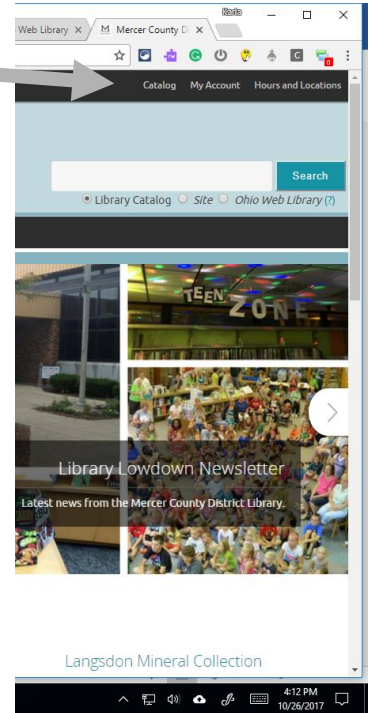 Karla
Web Library
Mercer County Di
Catalog My Account Hours and Locations
Search
Library Catalog Site Ohio Web Library (?)
TEEN ZONE
Library Lowdown Newsletter
Latest news from the Mercer County District Library.
Langsdon Mineral Collection
4:12 PM
10/26/2017